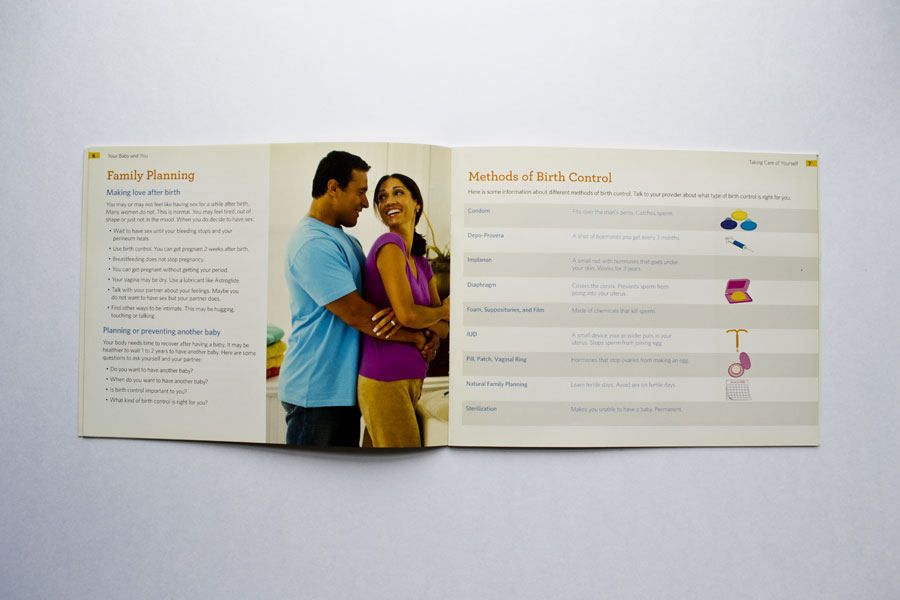 6 Your Baby and You
Family Planning
Making love after birth
You may or may not feel like having sex for a while after birth.
Many women do not. This is normal. You may feel tired, out of
shape or just not in the mood. When you do decide to have sex:
• Wait to have sex until your bleeding stops and your
perineum heals.
• Use birth control. You can get pregnant 2 weeks after birth.
• Breastfeeding does not stop pregnancy.
• You can get pregnant without getting your period.
• Your vagina may be dry. Use a lubricant like Astroglide.
• Talk with your partner about your feelings. Maybe you
do not want to have sex but your partner does.
• Find other ways to be intimate. This may be hugging,
touching or talking.
Planning or preventing another baby
Your body needs time to recover after having a baby. It may be
healthier to wait 1 to 2 years to have another baby. Here are some
questions to ask yourself and your partner:
• Do you want to have another baby?
• When do you want to have another baby?
• Is birth control important to you?
• What kind of birth control is right for you?
Taking Care of Yourself 7
Methods of Birth Control
Here is some information about different methods of birth control. Talk to your provider about what type of birth control is right for you.
Condom Fits over the man's penis. Catches sperm.
Depo-Provera A shot of hormones you get every 3 months.
Implanon A small rod with hormones that goes under
your skin. Works for 3 years.
Diaphragm Covers the cervix. Prevents sperm from
going into your uterus.
Foam, Suppositories, and Film Made of chemicals that kill sperm.
IUD A small device your provider puts in your
uterus. Stops sperm from joining egg.
Pill, Patch, Vaginal Ring Hormones that stop ovaries from making an egg.
Natural Family Planning Learn fertile days. Avoid sex on fertile days.
Sterilization Makes you unable to have a baby. Permanent.